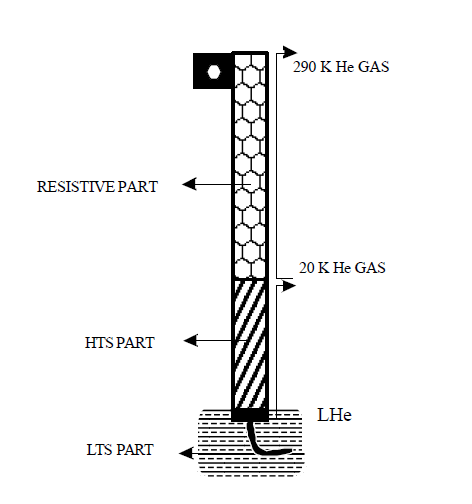 290 K He GAS
RESISTIVE PART
20 K He GAS
HTS PART
LHe
LTS PART